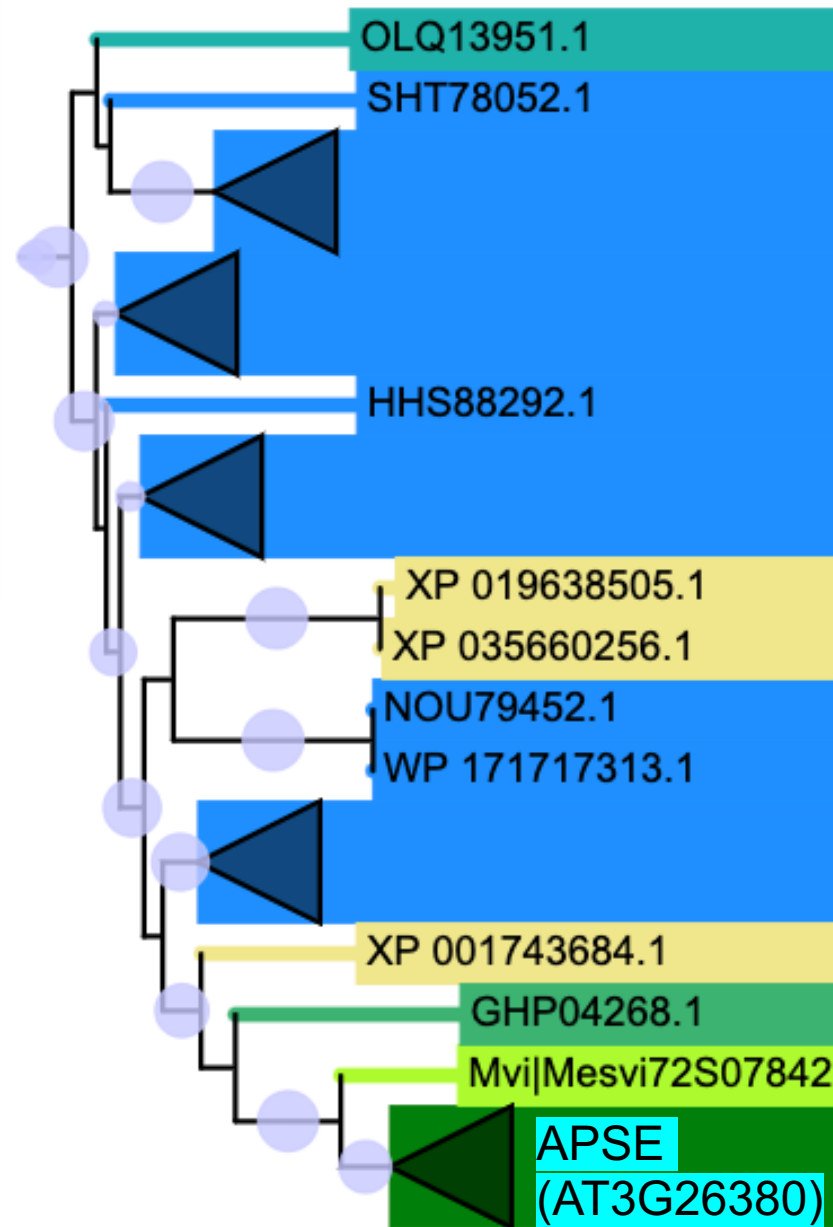 OLQ13951.1
SHT78052.1
HHS88292.1
XP 019638505.1
XP 035660256.1
NOU79452.1
WP 171717313.1
XP 001743684.1
GHP04268.1
Mvi|Mesvi72S07842
APSE
(AT3G26380)